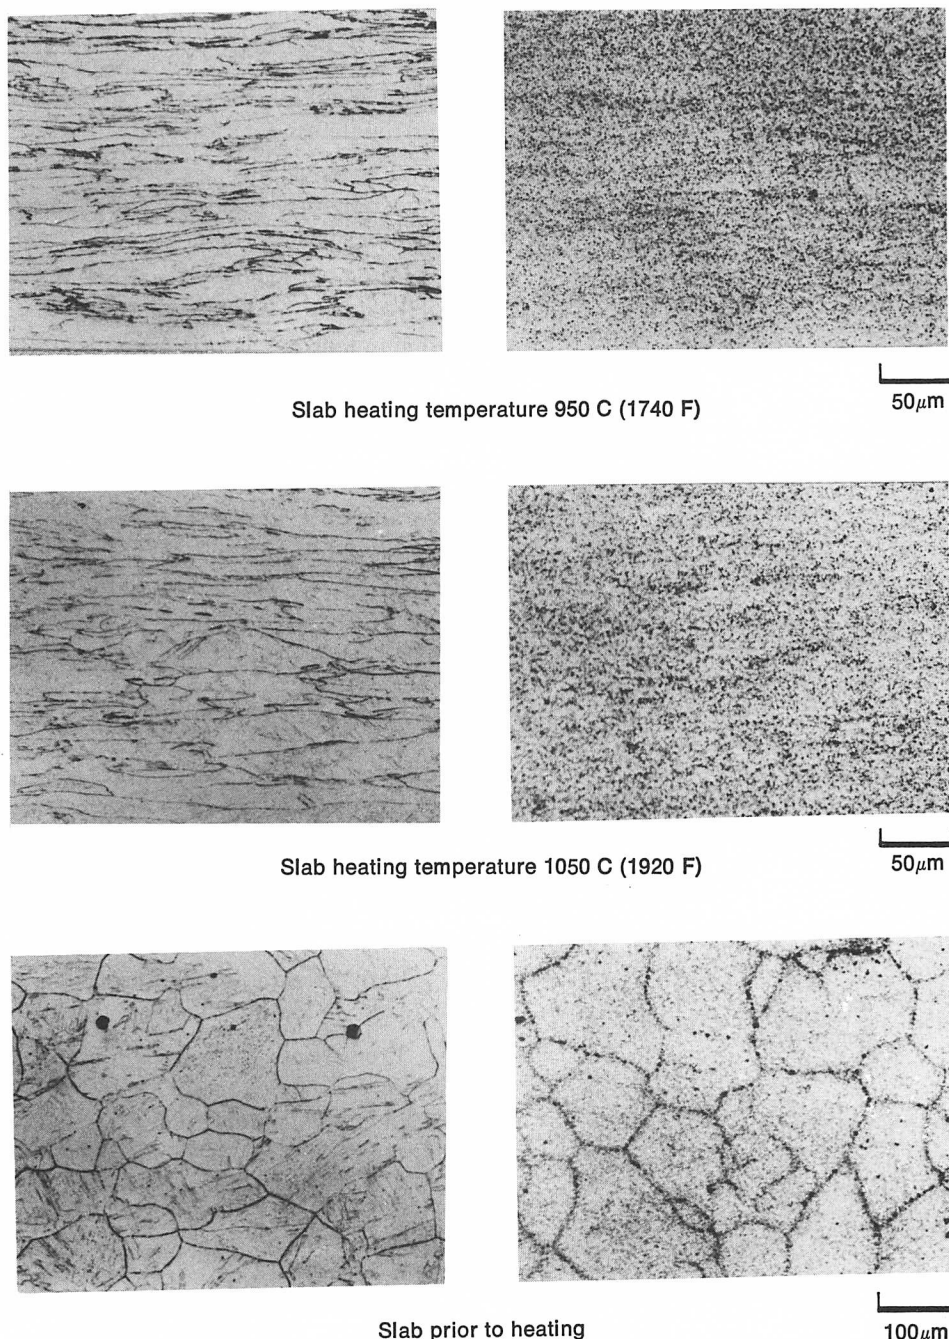 50μm
Slab heating temperature 950 C (1740 F)
50μm
Slab heating temperature 1050 C (1920 F)
100μm
Slab prior to heating